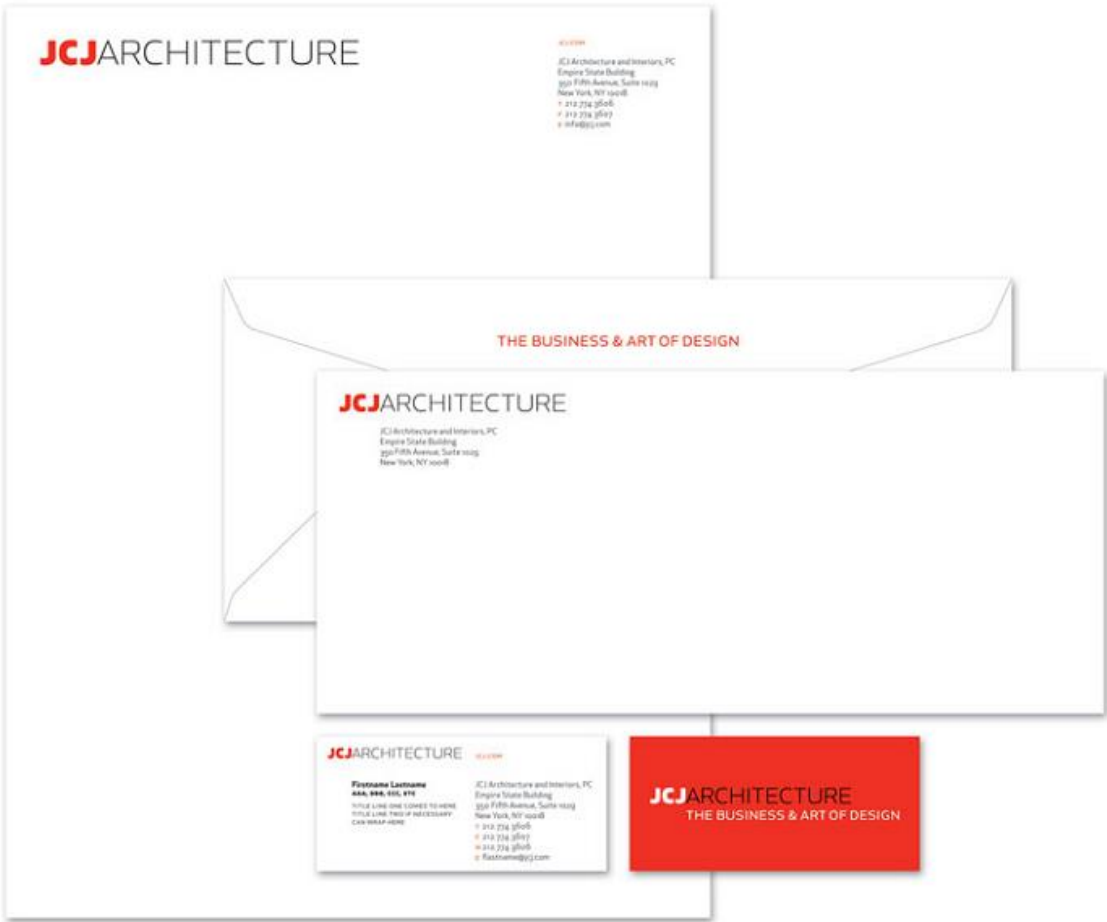 JCJARCHITECTURE
JCJ.COM
JCJ Architecture and Interiors, PC
Empire State Building
350 Fifth Avenue, Suite 1029
New York, NY 10018
T 212 774 3606
F 212 774 3607
E info@jcj.com
THE BUSINESS & ART OF DESIGN
JCJARCHITECTURE
JCJ Architecture and Interiors, PC
Empire State Building
350 Fifth Avenue, Suite 1029
New York, NY 10018
JCJARCHITECTURE
JCJ.COM
Firstname Lastname
AAA, BBB, CCC, ETC
TITLE LINE ONE COMES TO HERE
TITLE LINE TWO IF NECESSARY
CAN WRAP HERE
JCJ Architecture and Interiors, PC
Empire State Building
350 Fifth Avenue, Suite 1029
New York, NY 10018
T 212 774 3606
F 212 774 3607
M 212 774 3606
E flastname@jcj.com
JCJARCHITECTURE
THE BUSINESS & ART OF DESIGN